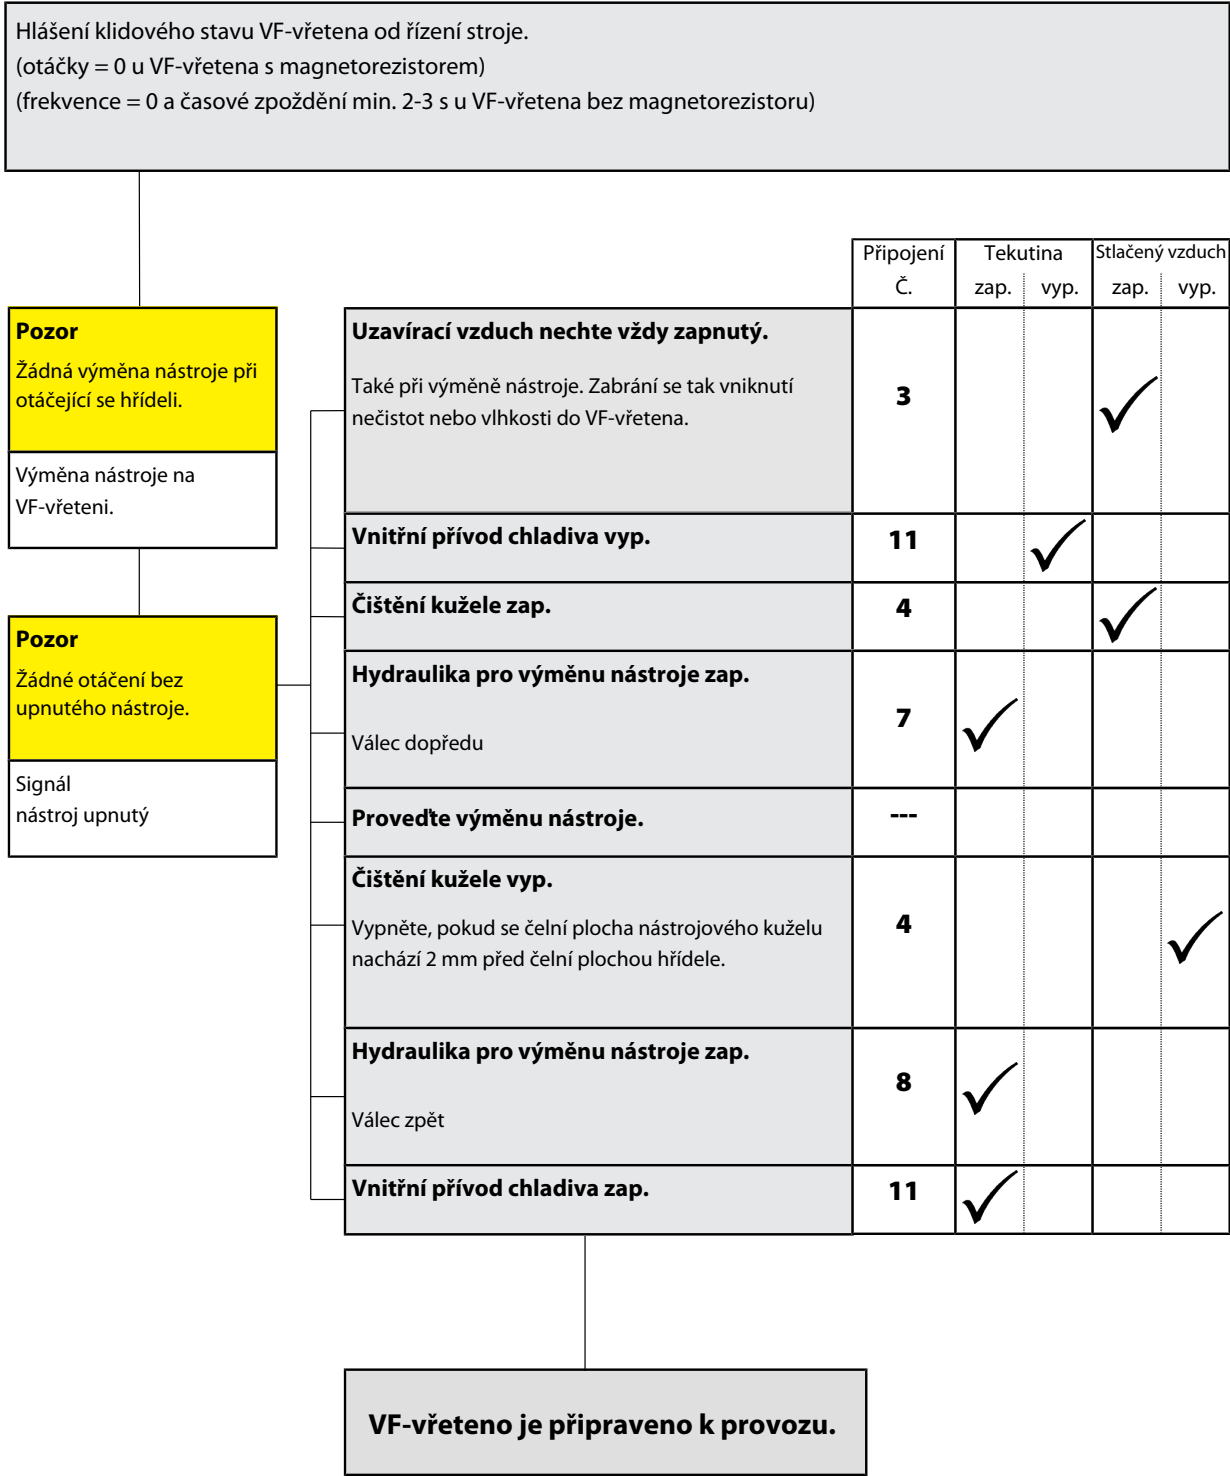 Hlášení klidového stavu VF-vřetena od řízení stroje.
(otáčky = 0 u VF-vřetena s magnetorezistorem)
(frekvence = 0 a časové zpoždění min. 2-3 s u VF-vřetena bez magnetorezistoru)
Připojení Tekutina Stlačený vzduch
Č. zap. vyp. zap. vyp.
Pozor
Žádná výměna nástroje při
otáčející se hřídeli.
Výměna nástroje na
VF-vřeteni.
Pozor
Žádné otáčení bez
upnutého nástroje.
Signál
nástroj upnutý
Uzavírací vzduch nechte vždy zapnutý.
Také při výměně nástroje. Zabrání se tak vniknutí
nečistot nebo vlhkosti do VF-vřetena.
3
Vnitřní přívod chladiva vyp.
11
Čištění kužele zap.
4
Hydraulika pro výměnu nástroje zap.
Válec dopředu
7
Proveďte výměnu nástroje.
---
Čištění kužele vyp.
Vypněte, pokud se čelní plocha nástrojového kuželu
nachází 2 mm před čelní plochou hřídele.
4
Hydraulika pro výměnu nástroje zap.
Válec zpět
8
Vnitřní přívod chladiva zap.
11
VF-vřeteno je připraveno k provozu.